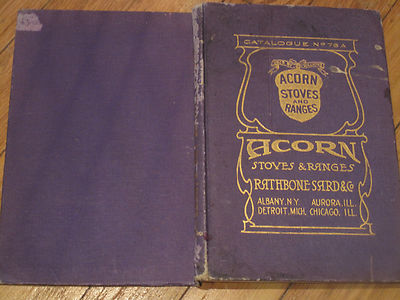 CATALOGUE No 78A
ACORN
STOVES
AND
RANGES
ACORN
STOVES & RANGES
RATHBONE SARD & Co
ALBANY, N.Y. AURORA, ILL.
DETROIT, MICH. CHICAGO, ILL.